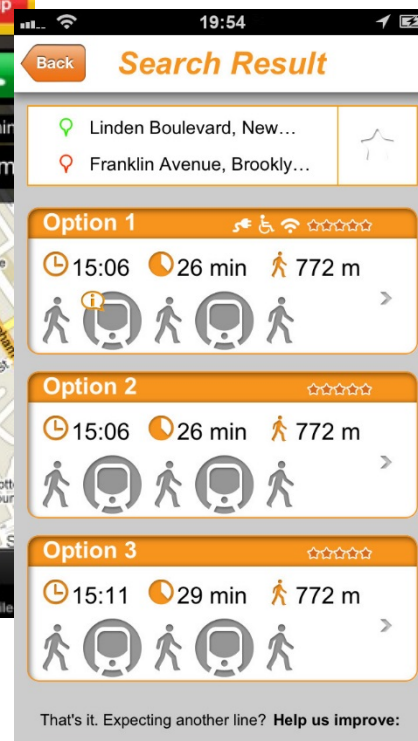 19:54
Back
Search Result
Linden Boulevard, New...
Franklin Avenue, Brookly...
Option 1
15:06 26 min 772 m
Option 2
15:06 26 min 772 m
Option 3
15:11 29 min 772 m
That's it. Expecting another line? Help us improve: